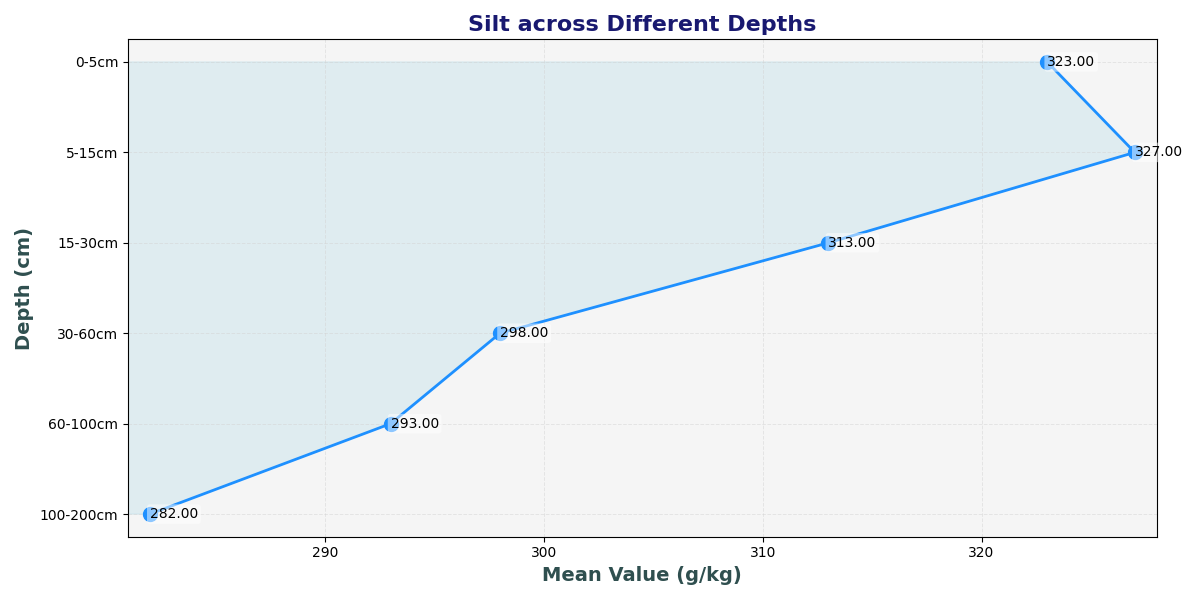 Silt across Different Depths
Depth (cm)
0-5cm
323.00
5-15cm
327.00
15-30cm
313.00
30-60cm
298.00
60-100cm
293.00
100-200cm
282.00
290 300 310 320
Mean Value (g/kg)